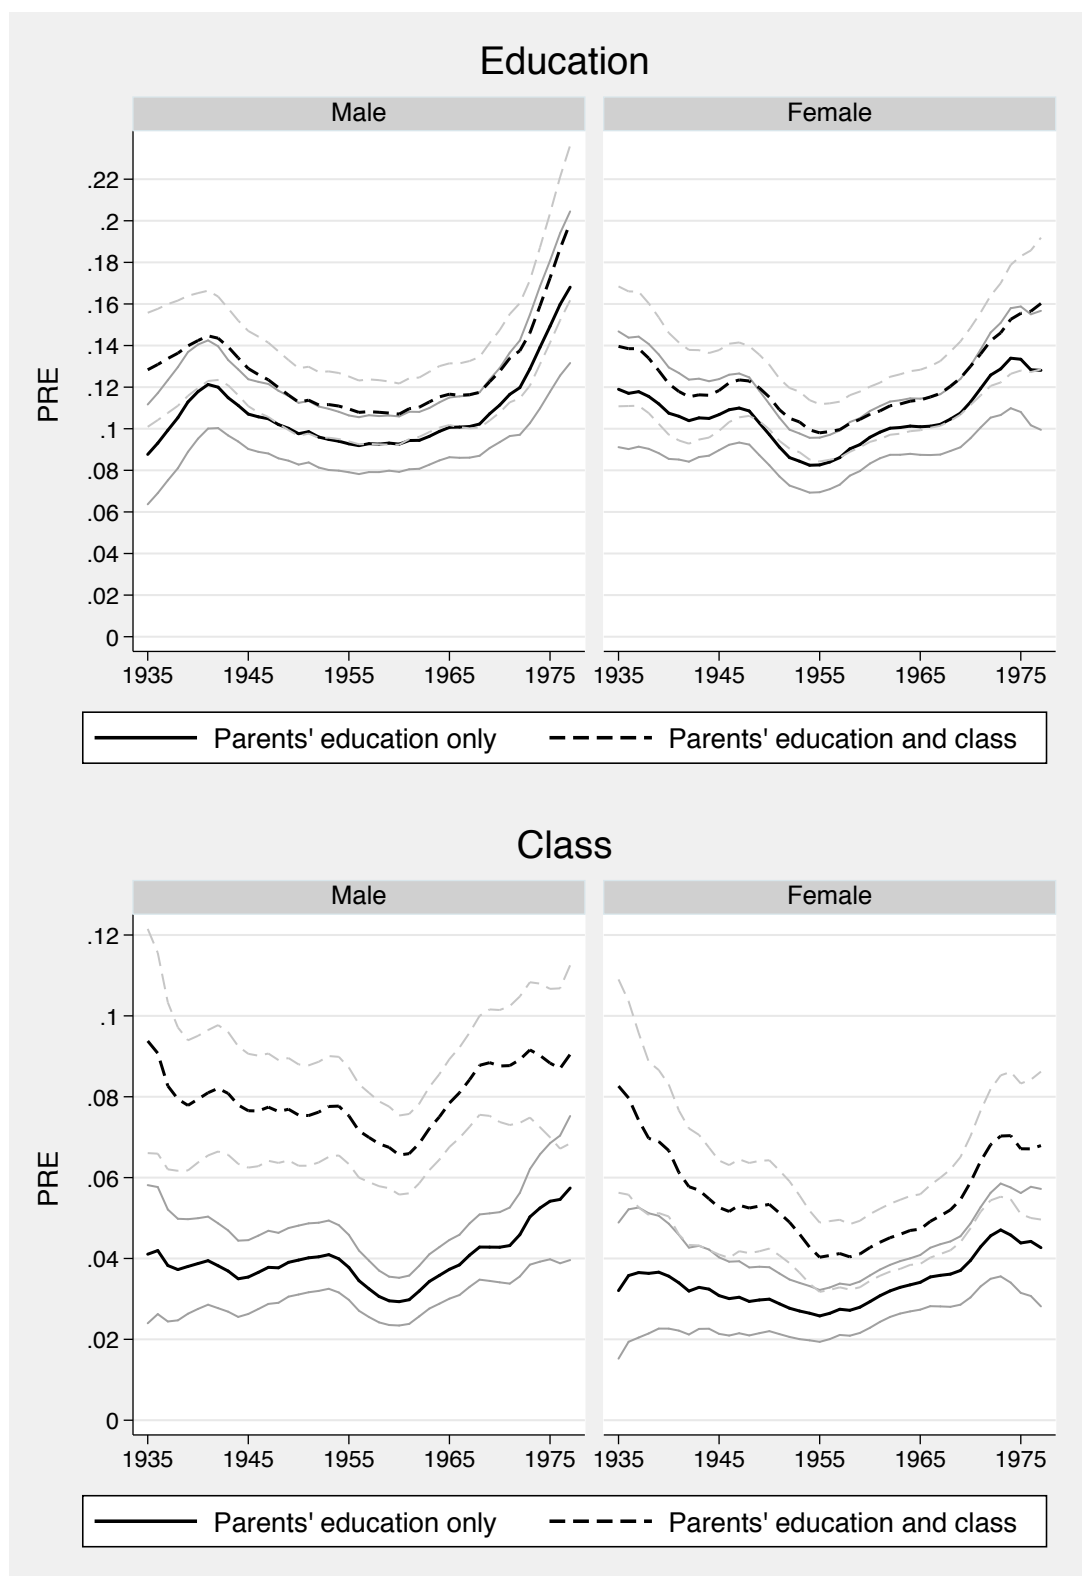 Education
Male Female
PRE
.22
.2
.18
.16
.14
.12
.1
.08
.06
.04
.02
0
1935 1945 1955 1965 1975 1935 1945 1955 1965 1975
Parents' education only Parents' education and class
Class
Male Female
PRE
.12
.1
.08
.06
.04
.02
0
1935 1945 1955 1965 1975 1935 1945 1955 1965 1975
Parents' education only Parents' education and class